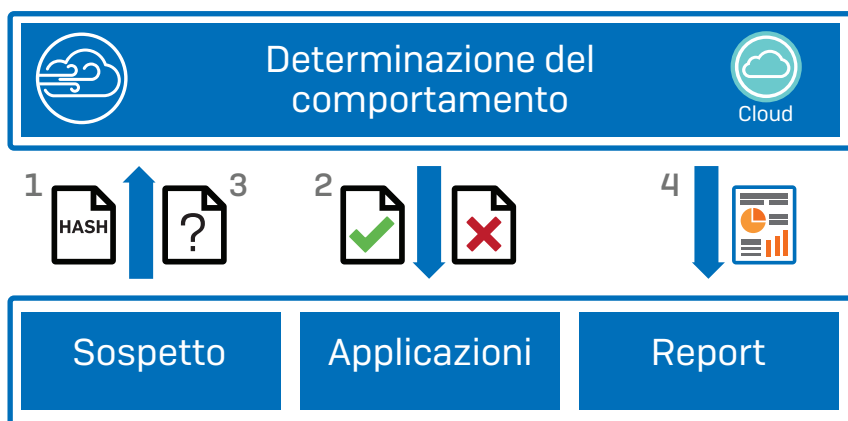 Determinazione del
comportamento
Cloud
1
HASH
?
3
2
4
Sospetto
Applicazioni
Report